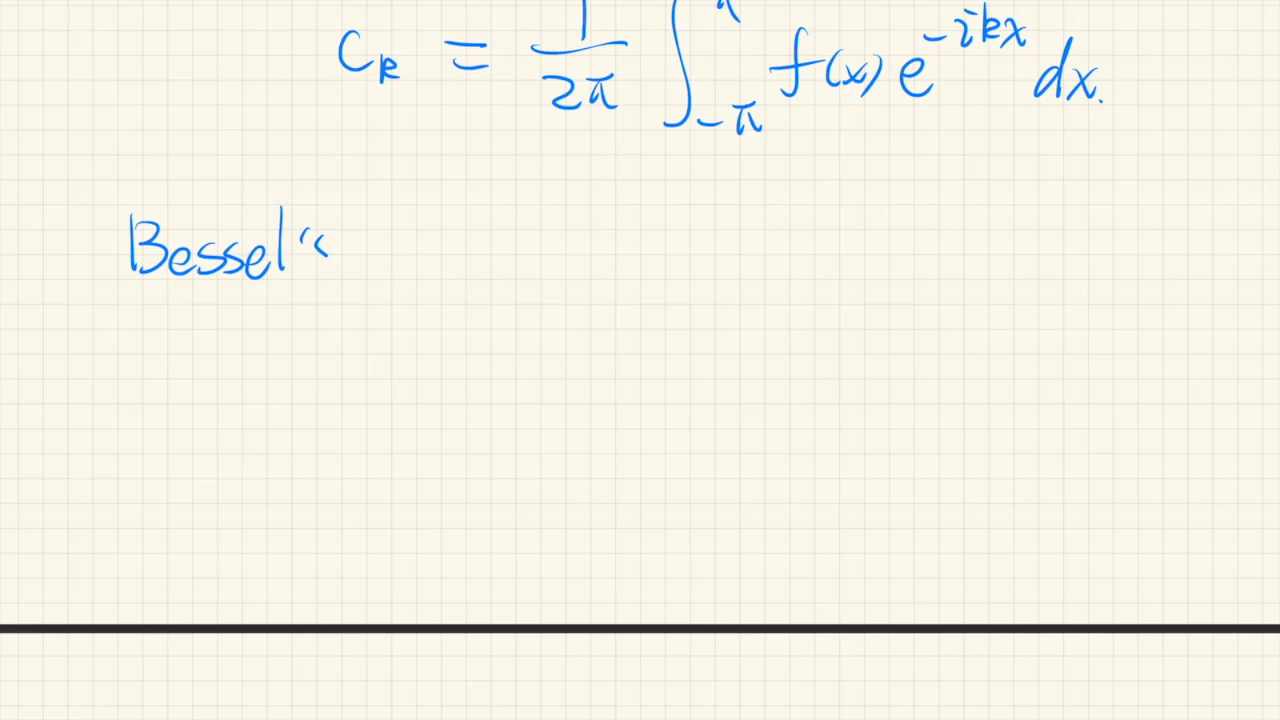 c_k = 1/2π ∫_{-π}^{π} f(x) e^{-ikx} dx.
Bessel's